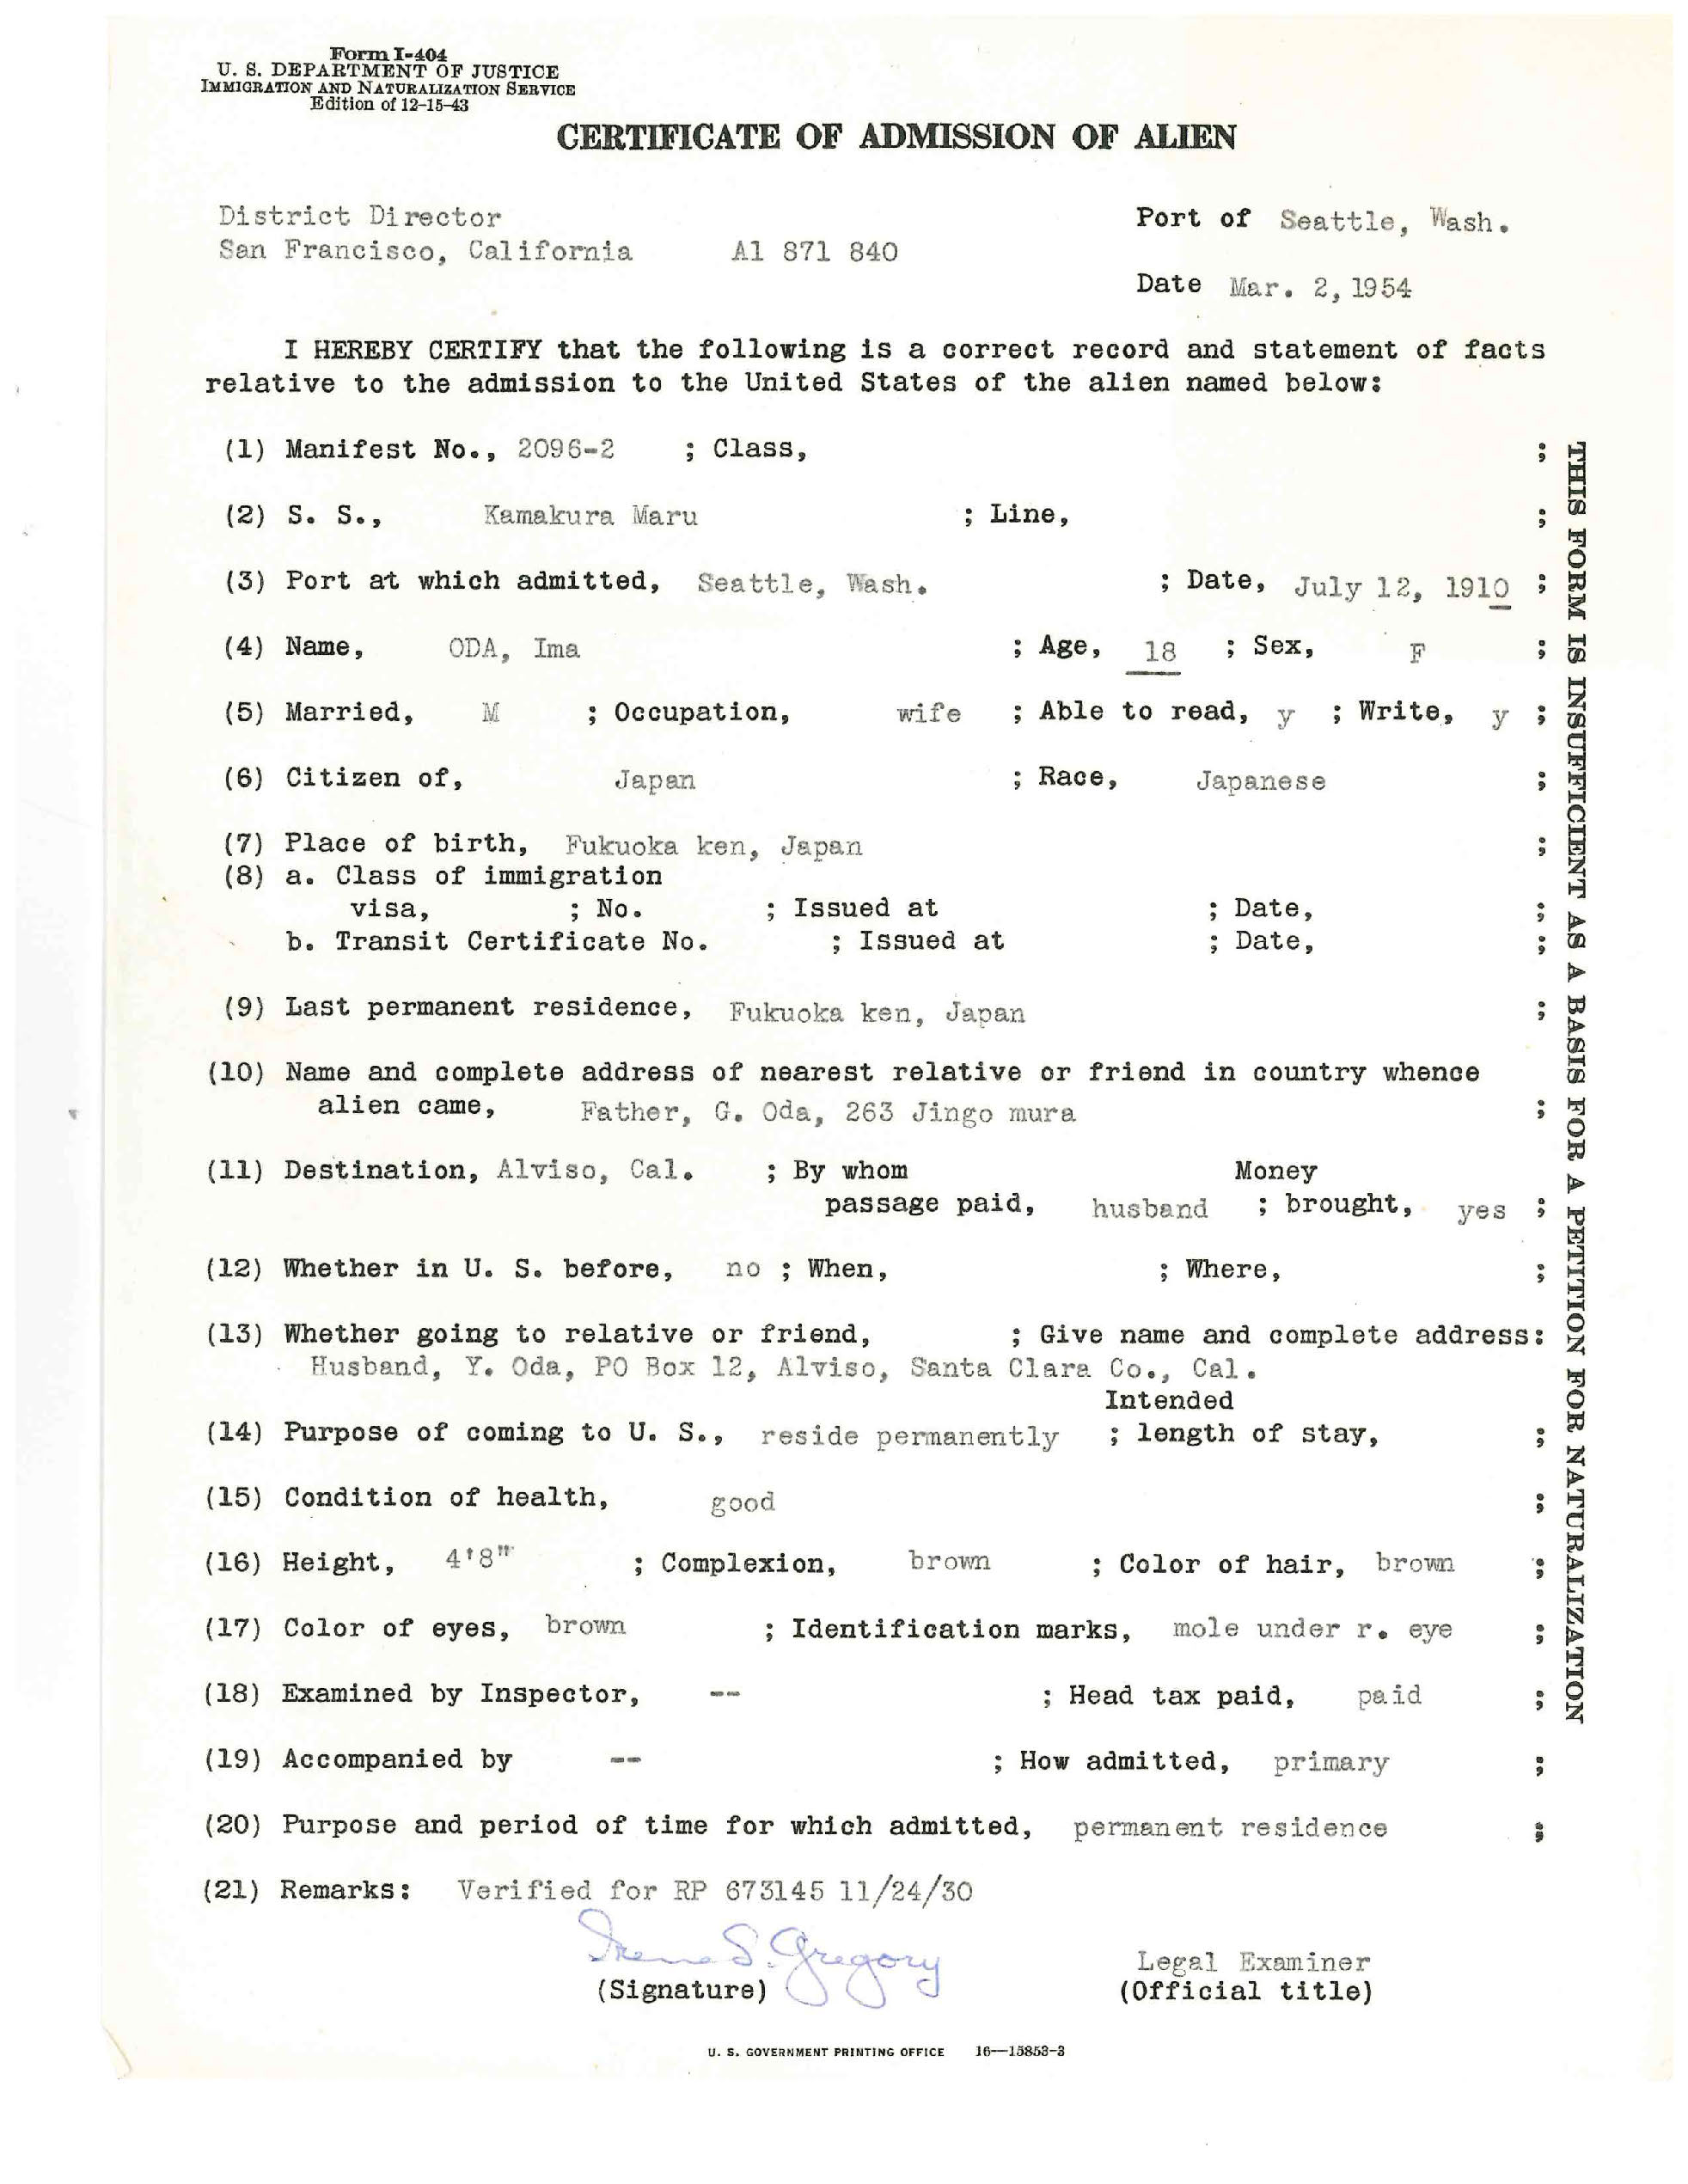 Form I-404
U. S. DEPARTMENT OF JUSTICE
IMMIGRATION AND NATURALIZATION SERVICE
Edition of 12-15-43
CERTIFICATE OF ADMISSION OF ALIEN
District Director
San Francisco, California A1 871 840
Port of Seattle, Wash.
Date Mar. 2, 1954
I HEREBY CERTIFY that the following is a correct record and statement of facts
relative to the admission to the United States of the alien named below:
(1) Manifest No., 2096-2 ; Class, ;
(2) S. S., Kamakura Maru ; Line, ;
(3) Port at which admitted, Seattle, Wash. ; Date, July 12, 1910 ;
(4) Name, ODA, Ima ; Age, 18 ; Sex, F ;
(5) Married, M ; Occupation, wife ; Able to read, y ; Write, y ;
(6) Citizen of, Japan ; Race, Japanese ;
(7) Place of birth, Fukuoka ken, Japan ;
(8) a. Class of immigration
visa, ; No. ; Issued at ; Date, ;
b. Transit Certificate No. ; Issued at ; Date, ;
(9) Last permanent residence, Fukuoka ken, Japan ;
(10) Name and complete address of nearest relative or friend in country whence
alien came, Father, G. Oda, 263 Jingo mura ;
(11) Destination, Alviso, Cal. ; By whom Money
passage paid, husband ; brought, yes ;
(12) Whether in U. S. before, no ; When, ; Where, ;
(13) Whether going to relative or friend, ; Give name and complete address:
Husband, Y. Oda, PO Box 12, Alviso, Santa Clara Co., Cal.
Intended
(14) Purpose of coming to U. S., reside permanently ; length of stay, ;
(15) Condition of health, good ;
(16) Height, 4'8" ; Complexion, brown ; Color of hair, brown ;
(17) Color of eyes, brown ; Identification marks, mole under r. eye ;
(18) Examined by Inspector, -- ; Head tax paid, paid ;
(19) Accompanied by -- ; How admitted, primary ;
(20) Purpose and period of time for which admitted, permanent residence ;
(21) Remarks: Verified for RP 673145 11/24/30
Irene S. Gregory
(Signature)
Legal Examiner
(Official title)
U. S. GOVERNMENT PRINTING OFFICE 16—15853-3
THIS FORM IS INSUFFICIENT AS A BASIS FOR A PETITION FOR NATURALIZATION